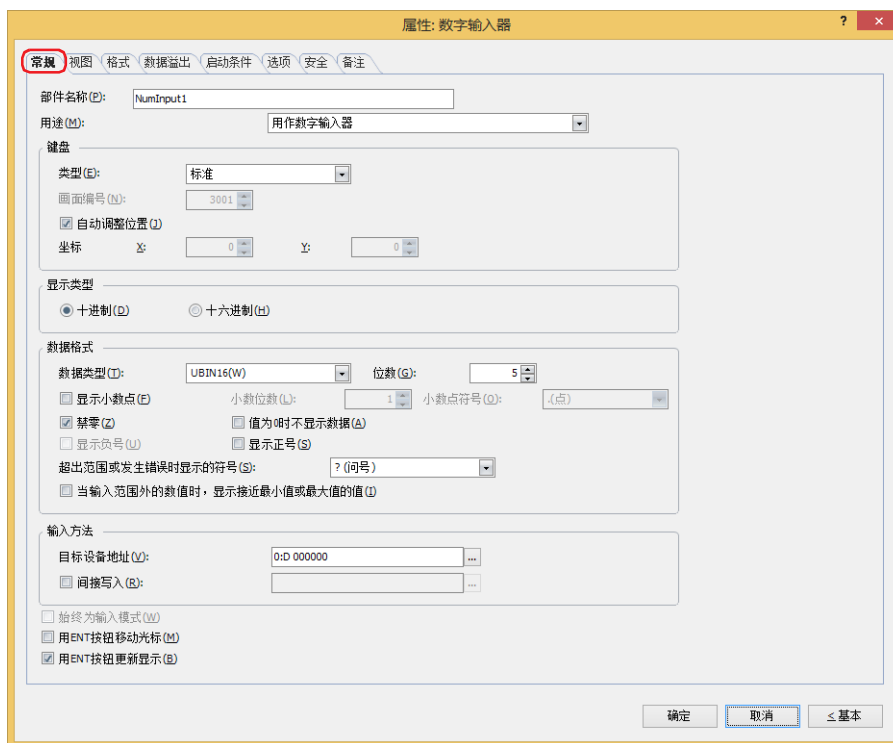 属性: 数字输入器
? ×
常规 视图 格式 数据溢出 启动条件 选项 安全 备注
部件名称(P): NumInput1
用途(M): 用作数字输入器
键盘
类型(E): 标准
画面编号(N): 3001
自动调整位置(J)
坐标 X: 0 Y: 0
显示类型
十进制(D) 十六进制(H)
数据格式
数据类型(T): UBIN16(W) 位数(G): 5
显示小数点(F) 小数位数(L): 1 小数点符号(O): .(点)
禁零(Z) 值为0时不显示数据(A)
显示负号(U) 显示正号(S)
超出范围或发生错误时显示的符号(S): ? (问号)
当输入范围外的数值时，显示接近最小值或最大值的值(I)
输入方法
目标设备地址(V): 0:D 000000 ...
间接写入(R): ...
始终为输入模式(W)
用ENT按钮移动光标(M)
用ENT按钮更新显示(B)
确定 取消 ≤基本